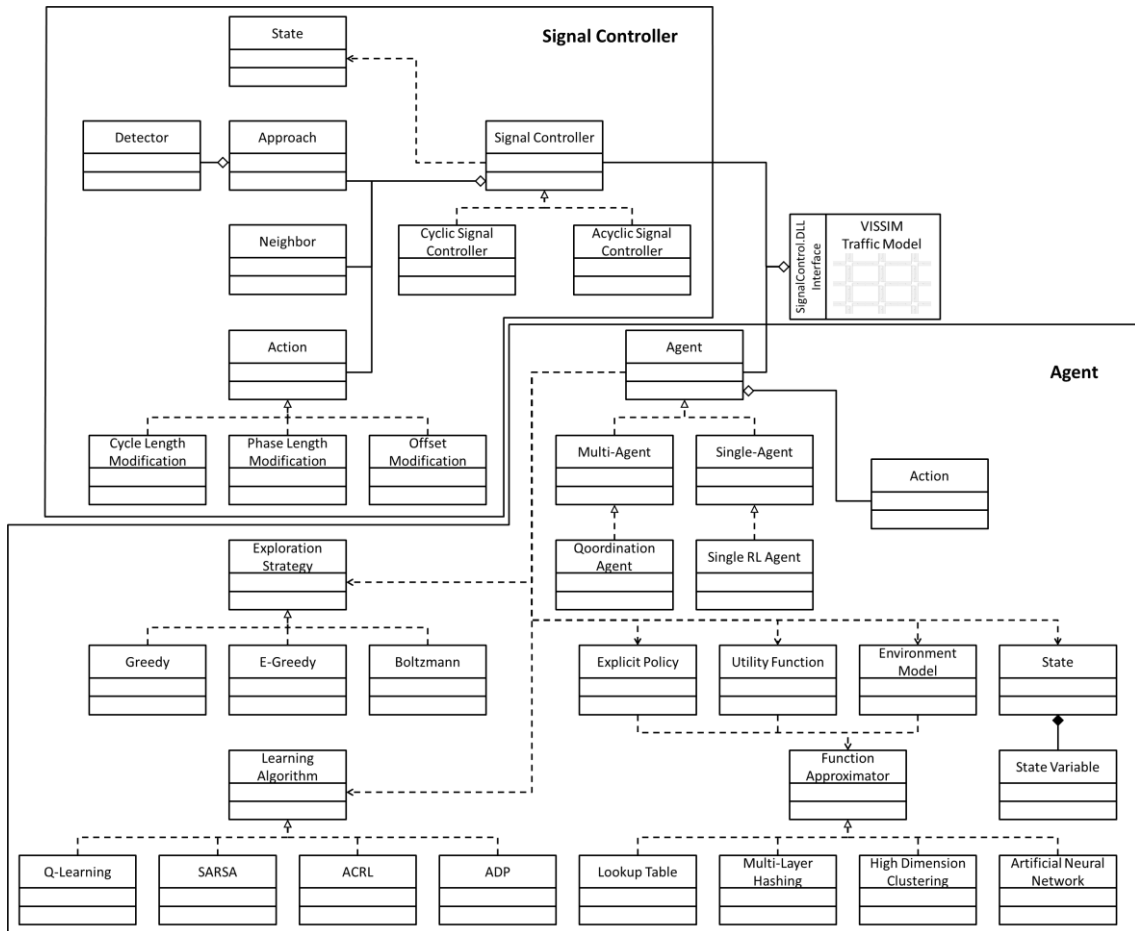 State
Signal Controller
Detector
Approach
Signal Controller
Neighbor
Cyclic Signal
Controller
Acyclic Signal
Controller
SignalControl.DLL
Interface
VISSIM
Traffic Model
Action
Agent
Agent
Cycle Length
Modification
Phase Length
Modification
Offset
Modification
Multi-Agent
Single-Agent
Action
Exploration
Strategy
Qoordination
Agent
Single RL Agent
Greedy
E-Greedy
Boltzmann
Explicit Policy
Utility Function
Environment
Model
State
Learning
Algorithm
Function
Approximator
State Variable
Q-Learning
SARSA
ACRL
ADP
Lookup Table
Multi-Layer
Hashing
High Dimension
Clustering
Artificial Neural
Network